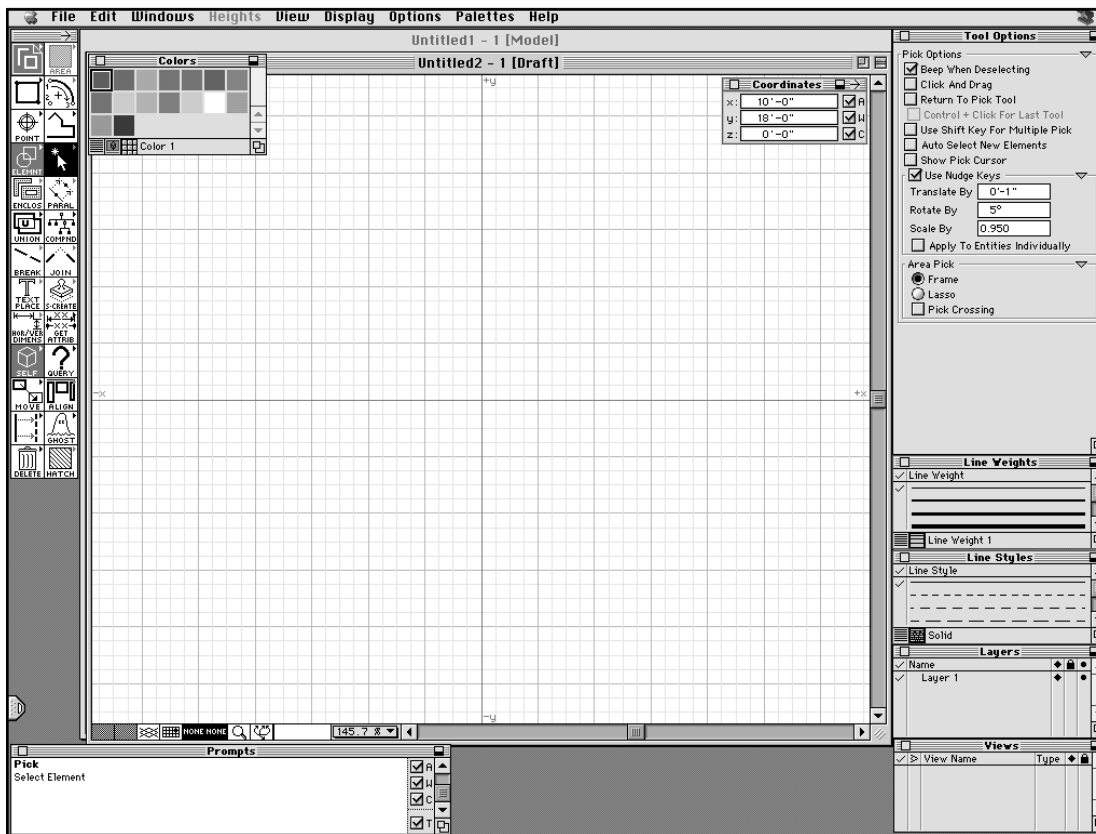 File Edit Windows Heights View Display Options Palettes Help
Untitled1 - 1 [Model]
Untitled2 - 1 [Draft]
AREA
POINT
ELEMNT
ENCLOS PARAL
UNION COMPND
BREAK JOIN
TEXT PLACE S-CREATE
HOR/VER DIMENS GET ATTRIB
SELF QUERY
MOVE ALIGN
GHOST
DELETE HATCH
Colors
Color 1
+y
-x
+x
-y
Coordinates
x: 10'-0" A
y: 18'-0" W
z: 0'-0" C
NONE NONE
145.7 %
Prompts
Pick
Select Element
A
W
C
T
Tool Options
Pick Options
Beep When Deselecting
Click And Drag
Return To Pick Tool
Control + Click For Last Tool
Use Shift Key For Multiple Pick
Auto Select New Elements
Show Pick Cursor
Use Nudge Keys
Translate By 0'-1"
Rotate By 5°
Scale By 0.950
Apply To Entities Individually
Area Pick
Frame
Lasso
Pick Crossing
Line Weights
Line Weight
Line Weight 1
Line Styles
Line Style
Solid
Layers
Name
Layer 1
Views
View Name Type